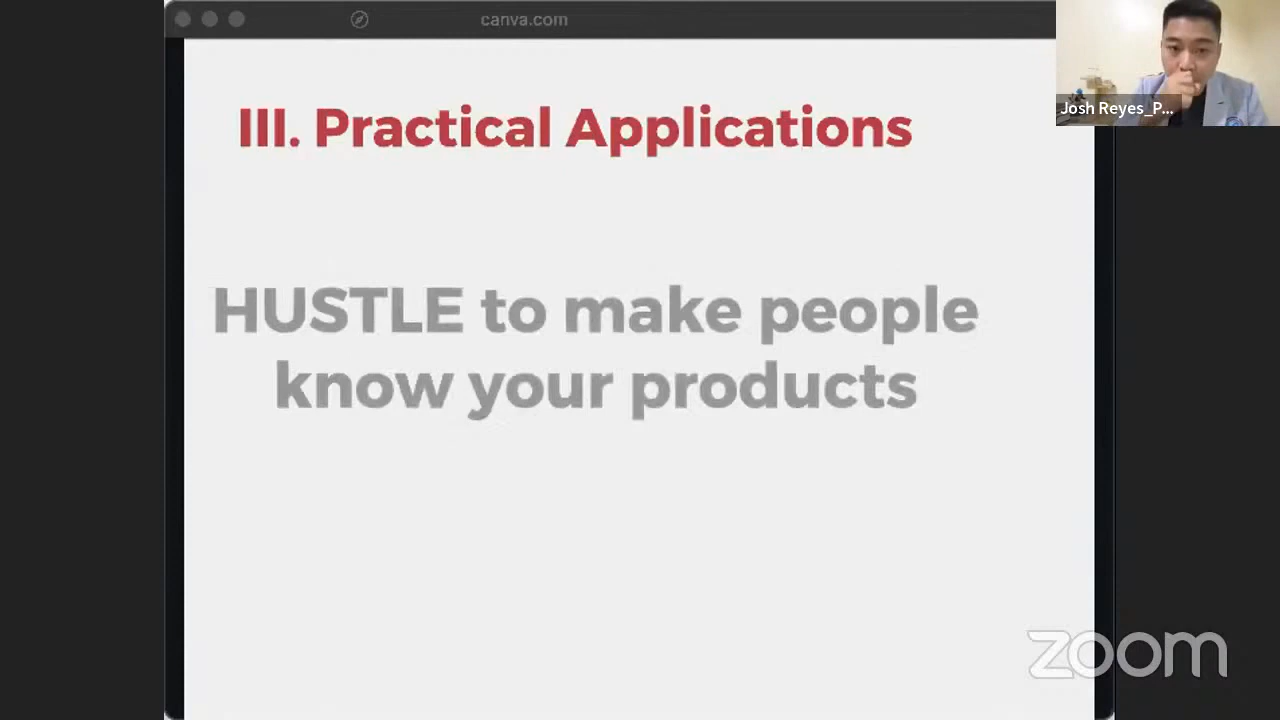 canva.com
Josh Reyes_P...
III. Practical Applications
HUSTLE to make people
know your products
zoom